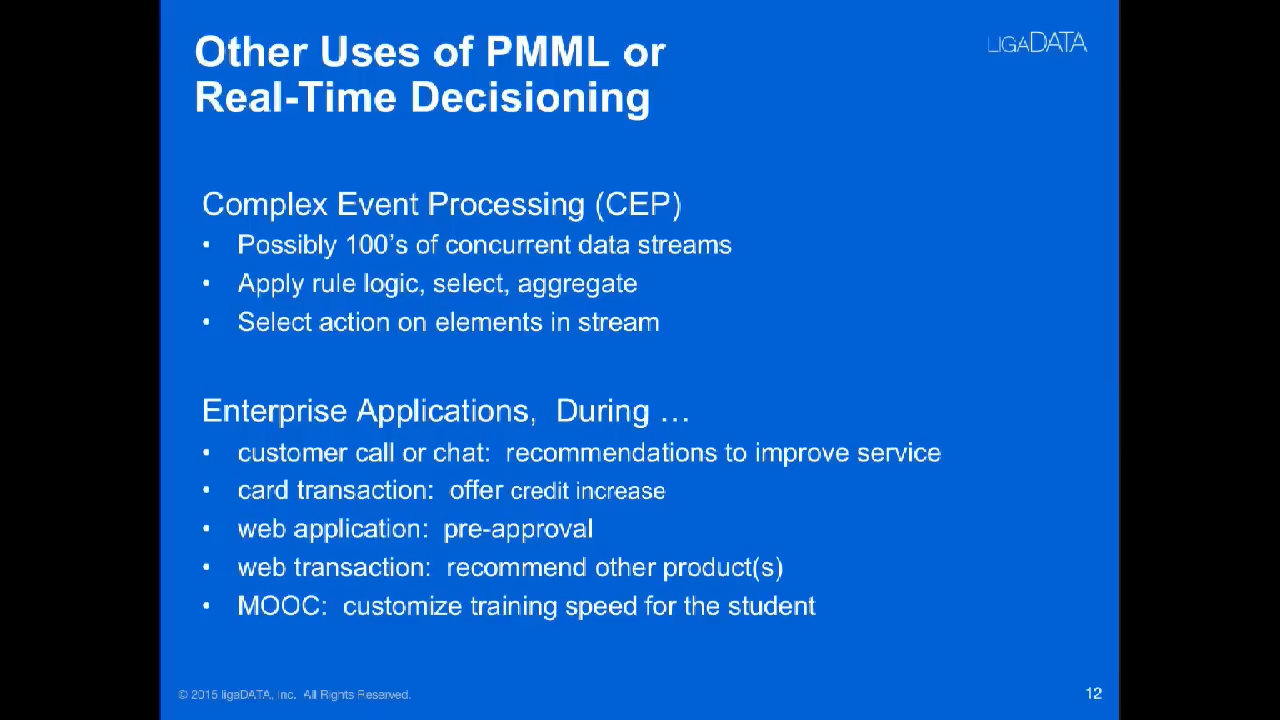 Other Uses of PMML or
Real-Time Decisioning
LIGADATA
Complex Event Processing (CEP)
• Possibly 100's of concurrent data streams
• Apply rule logic, select, aggregate
• Select action on elements in stream
Enterprise Applications,  During …
• customer call or chat:  recommendations to improve service
• card transaction:  offer credit increase
• web application:  pre-approval
• web transaction:  recommend other product(s)
• MOOC:  customize training speed for the student
© 2015 ligaDATA, Inc.  All Rights Reserved.
12